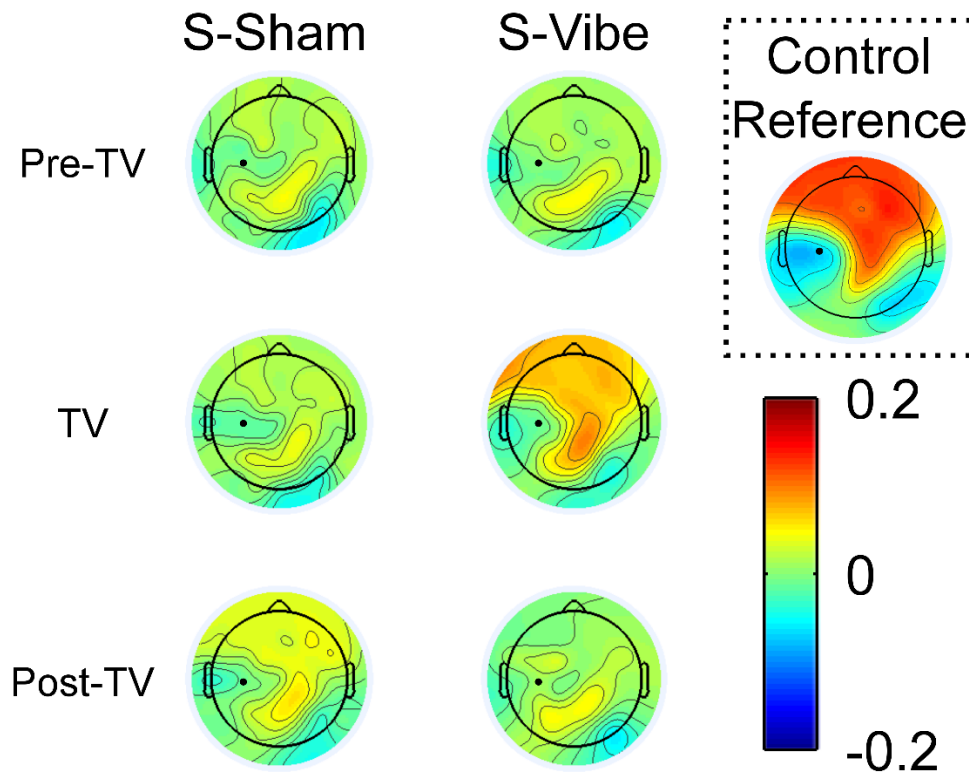 S-Sham
S-Vibe
Control
Reference
Pre-TV
TV
Post-TV
0.2
0
-0.2